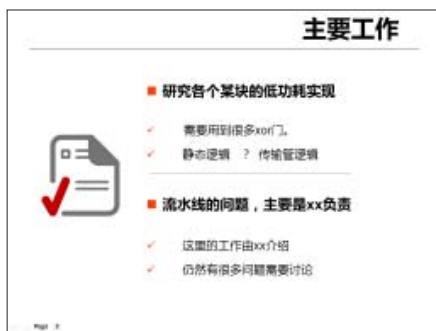 主要工作
研究各个某块的低功耗实现
需要用到很多xor门。
静态逻辑 ? 传输管逻辑
流水线的问题，主要是xx负责
这里的工作由xx介绍
仍然有很多问题需要讨论
Page